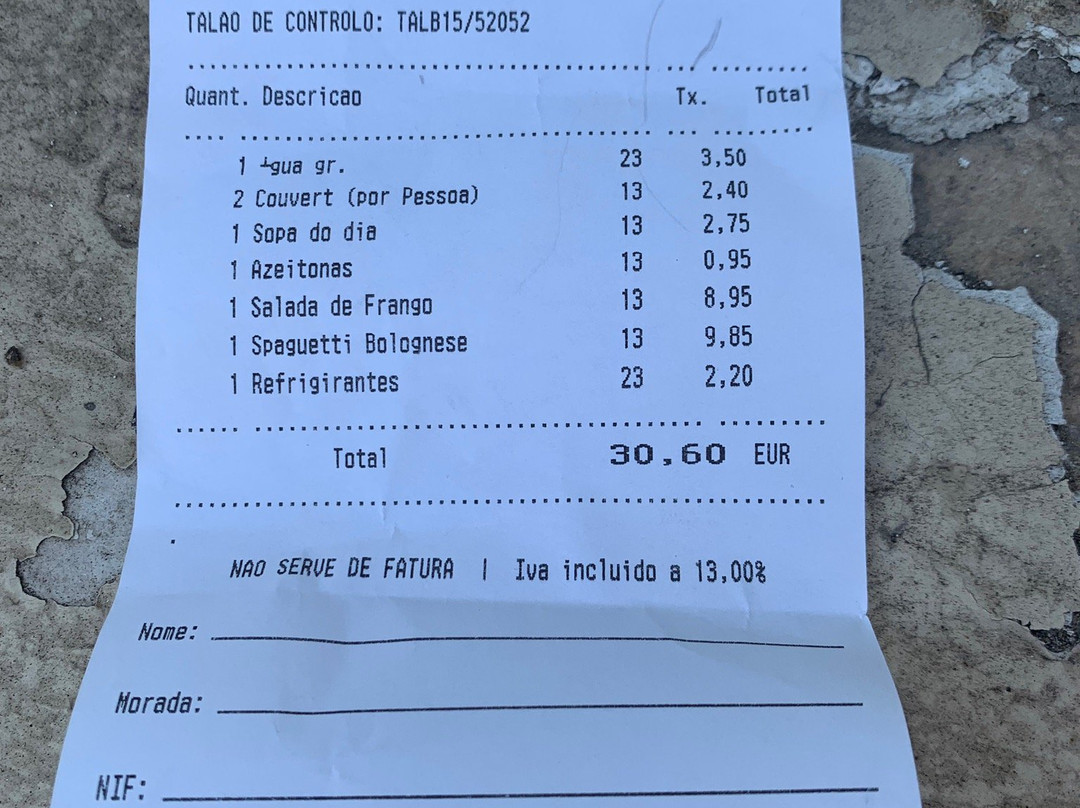 TALAO DE CONTROLO: TALB15/52052
Quant. Descricao Tx. Total
1 ┴gua gr. 23 3,50
2 Couvert (por Pessoa) 13 2,40
1 Sopa do dia 13 2,75
1 Azeitonas 13 0,95
1 Salada de Frango 13 8,95
1 Spaguetti Bolognese 13 9,85
1 Refrigirantes 23 2,20
Total 30,60 EUR
NAO SERVE DE FATURA | Iva incluido a 13,00%
Nome:
Morada:
NIF: